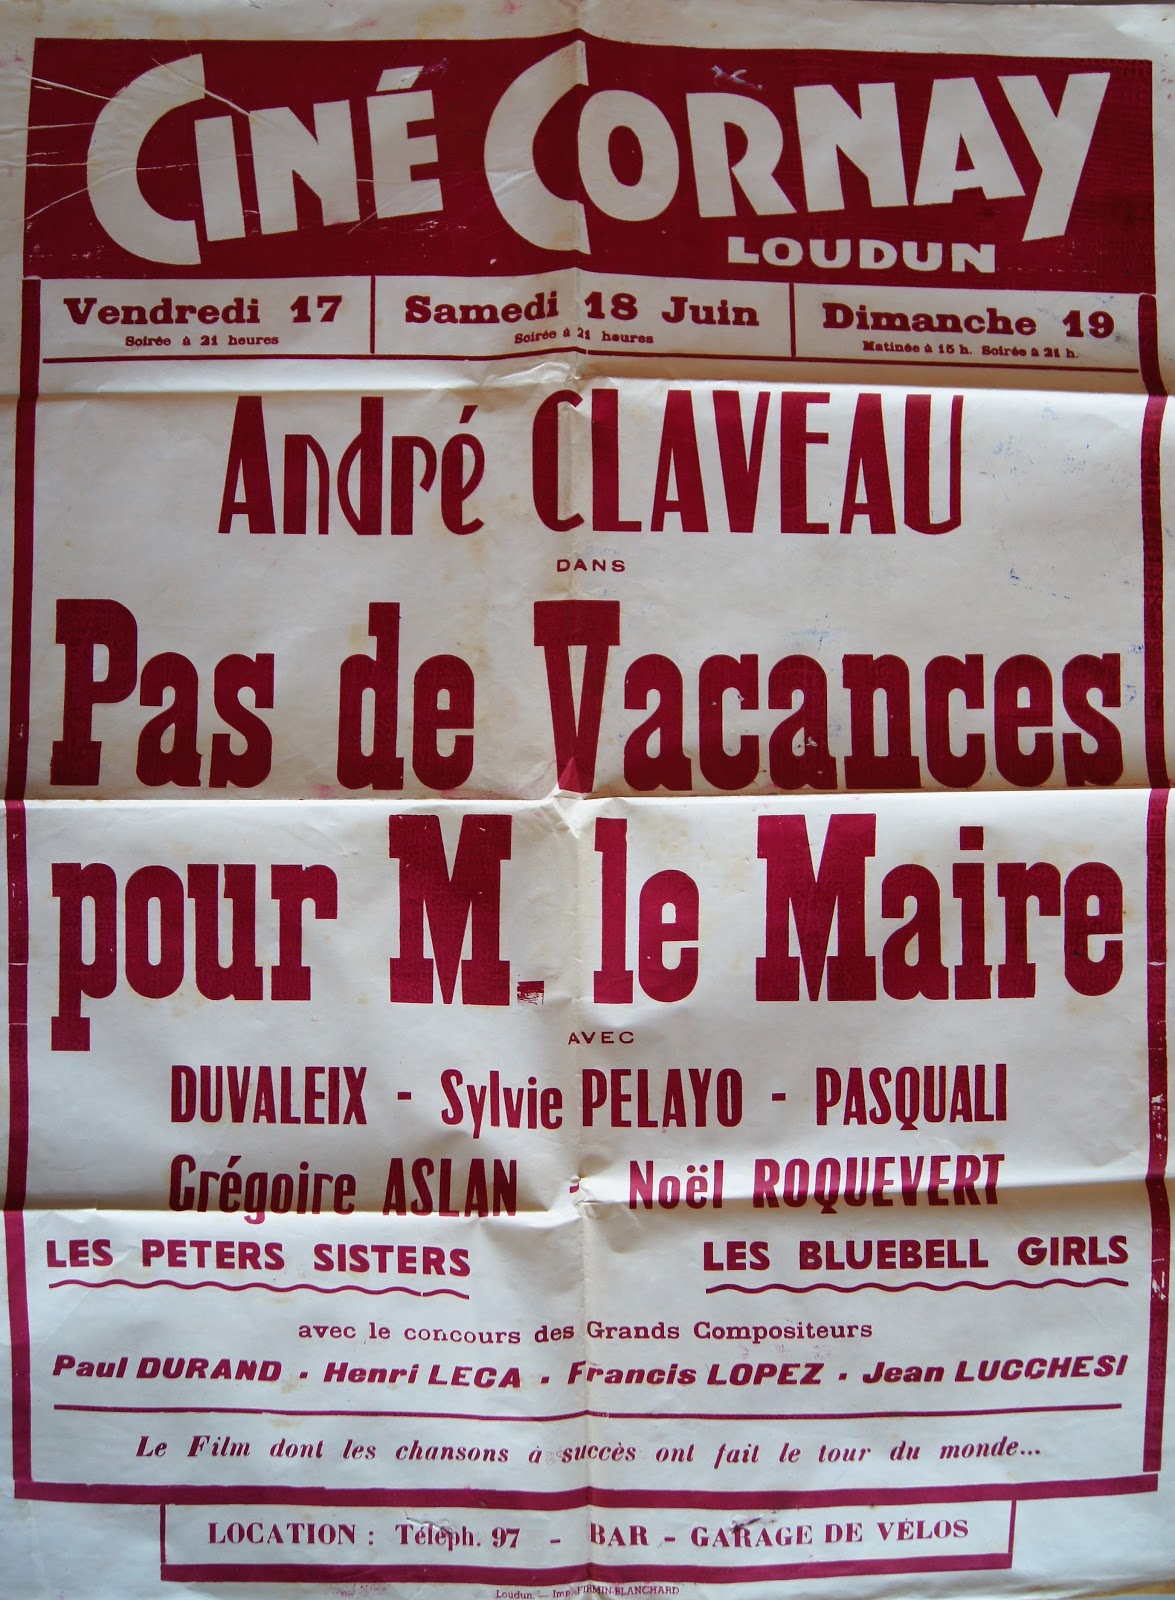 CINÉ CORNAY
LOUDUN
Vendredi 17
Soirée à 21 heures
Samedi 18 Juin
Soirée à 21 heures
Dimanche 19
Matinée à 15 h. Soirée à 21 h.
André CLAVEAU
DANS
Pas de Vacances
pour M. le Maire
AVEC
DUVALEIX - Sylvie PELAYO - PASQUALI
Grégoire ASLAN - Noël ROQUEVERT
LES PETERS SISTERS
LES BLUEBELL GIRLS
avec le concours des Grands Compositeurs
Paul DURAND . Henri LECA . Francis LOPEZ . Jean LUCCHESI
Le Film dont les chansons à succès ont fait le tour du monde...
LOCATION : Téléph. 97 - BAR - GARAGE DE VÉLOS
Loudun. — Imp. FIRMIN-BLANCHARD